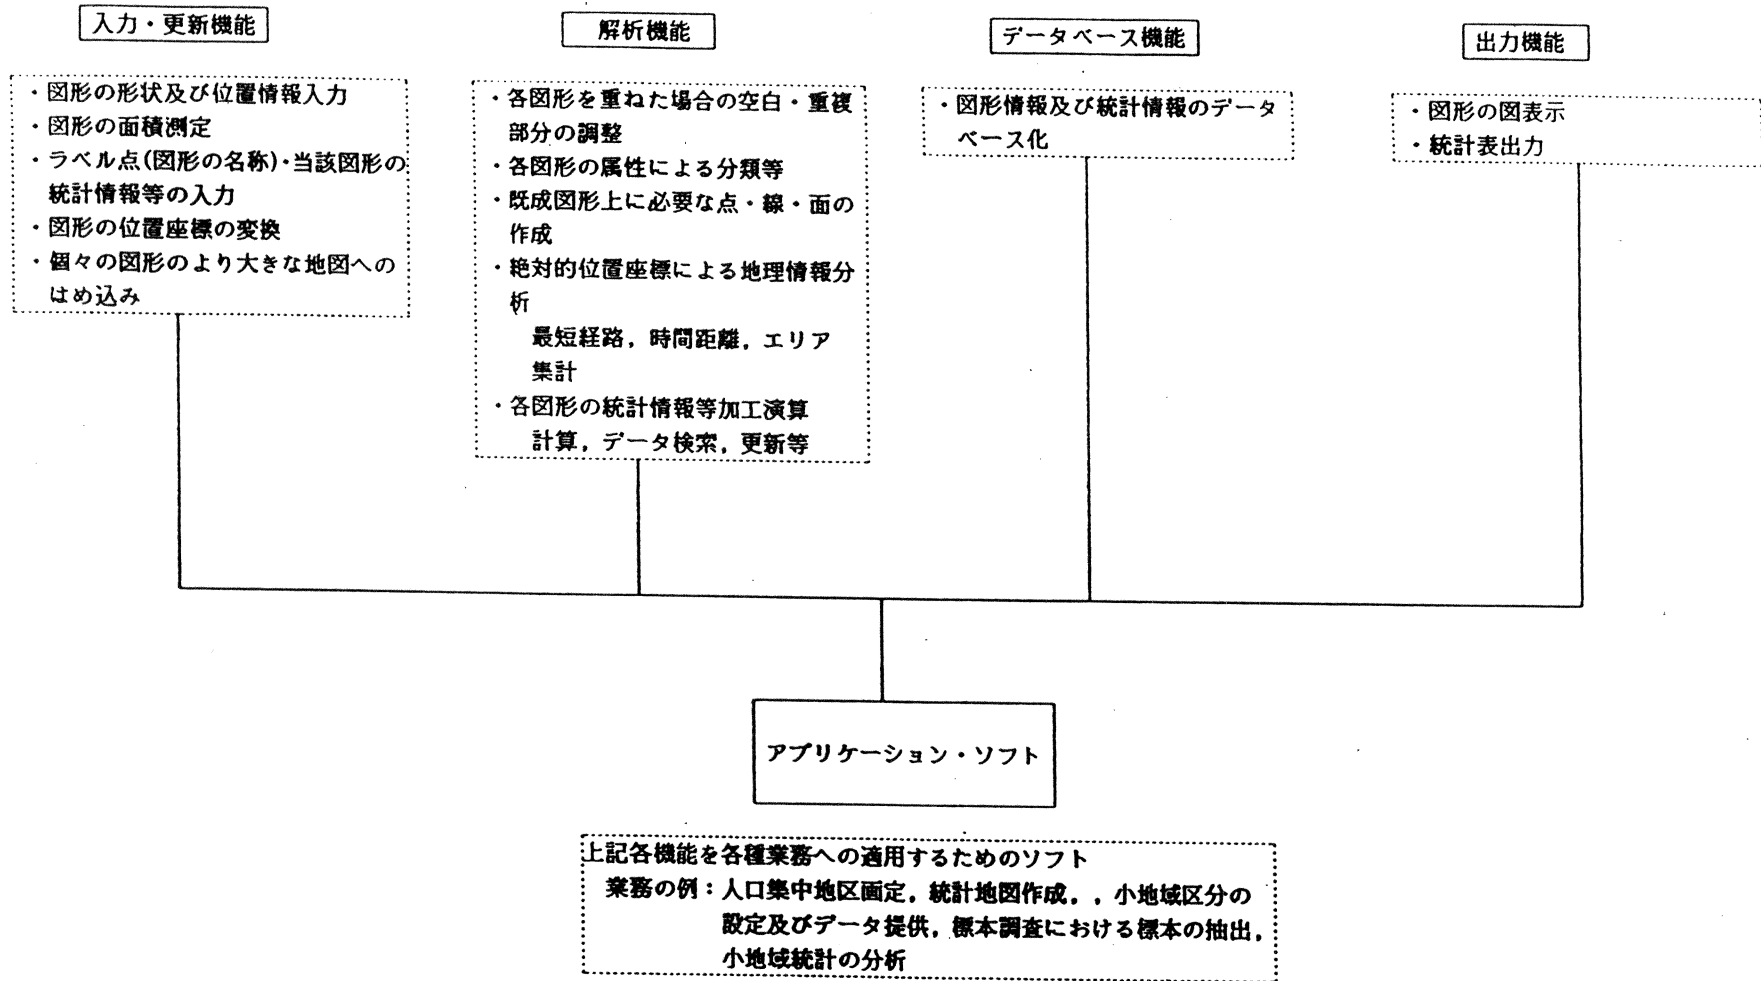 入力・更新機能
・図形の形状及び位置情報入力
・図形の面積測定
・ラベル点(図形の名称)・当該図形の
統計情報等の入力
・図形の位置座標の変換
・個々の図形のより大きな地図への
はめ込み
解析機能
・各図形を重ねた場合の空白・重複
部分の調整
・各図形の属性による分類等
・既成図形上に必要な点・線・面の
作成
・絶対的位置座標による地理情報分
析
最短経路，時間距離，エリア
集計
・各図形の統計情報等加工演算
計算，データ検索，更新等
データベース機能
・図形情報及び統計情報のデータ
ベース化
出力機能
・図形の図表示
・統計表出力
アプリケーション・ソフト
上記各機能を各種業務への適用するためのソフト
業務の例：人口集中地区画定，統計地図作成，，小地域区分の
設定及びデータ提供，標本調査における標本の抽出，
小地域統計の分析